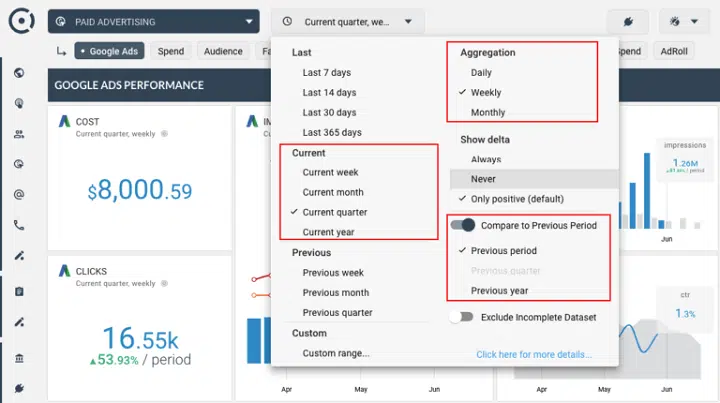 PAID ADVERTISING
Current quarter, we...
Google Ads
Spend
Audience
Fa
Spend
AdRoll
GOOGLE ADS PERFORMANCE
COST
Current quarter, weekly
$8,000.59
CLICKS
Current quarter, weekly
16.55k
▲53.93% / period
Last
Last 7 days
Last 14 days
Last 30 days
Last 365 days
Current
Current week
Current month
✓ Current quarter
Current year
Previous
Previous week
Previous month
Previous quarter
Custom
Custom range...
Aggregation
Daily
✓ Weekly
Monthly
Show delta
Always
Never
✓ Only positive (default)
Compare to Previous Period
✓ Previous period
Previous quarter
Previous year
Exclude Incomplete Dataset
Click here for more details...
impressions
1.26M
/ period
Jun
ctr
1.3%
Apr
May
Jun
Apr
May
Jun